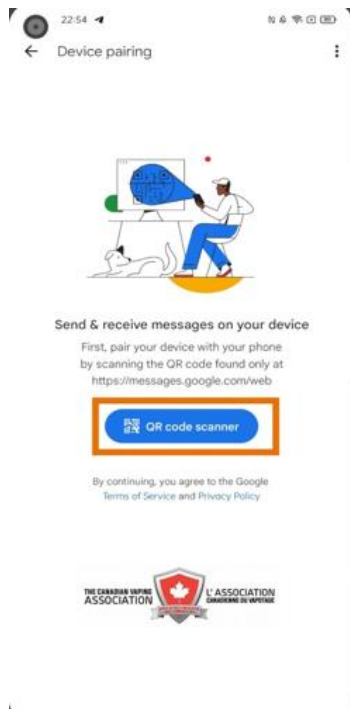 22:54
Device pairing
Send & receive messages on your device
First, pair your device with your phone
by scanning the QR code found only at
https://messages.google.com/web
QR code scanner
By continuing, you agree to the Google
Terms of Service and Privacy Policy
THE CANADIAN VAPING
ASSOCIATION
L'ASSOCIATION
CANADIENNE DU VAPOTAGE